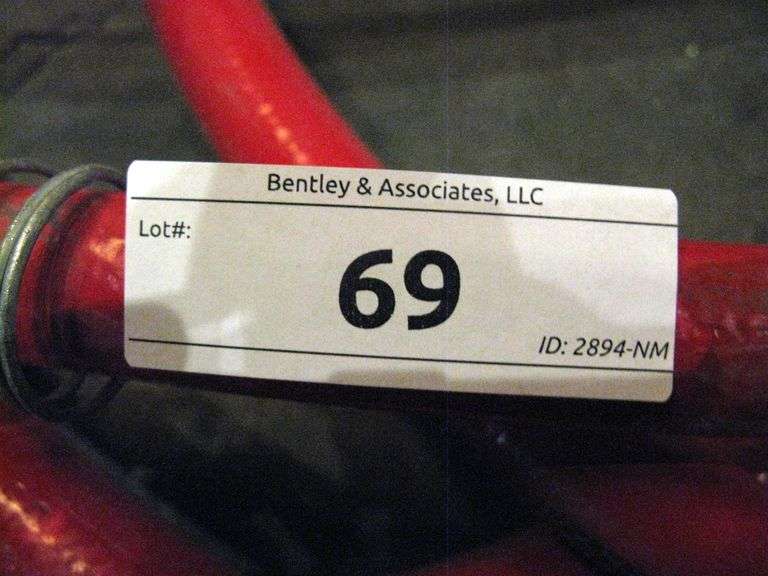 Bentley & Associates, LLC
Lot#:
69
ID: 2894-NM